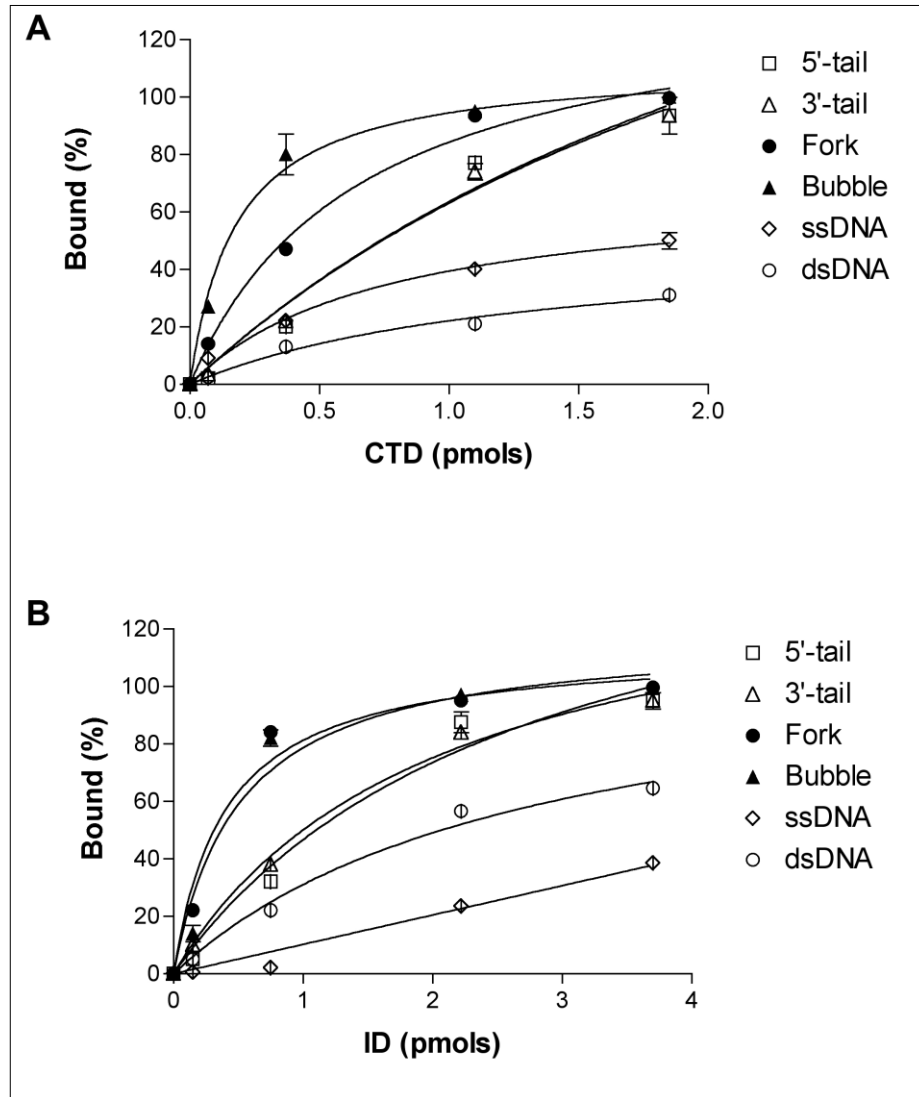 A
120
100
80
60
40
20
0
0.0 0.5 1.0 1.5 2.0
Bound (%)
CTD (pmols)
5'-tail
3'-tail
Fork
Bubble
ssDNA
dsDNA
B
120
100
80
60
40
20
0
0 1 2 3 4
Bound (%)
ID (pmols)
5'-tail
3'-tail
Fork
Bubble
ssDNA
dsDNA